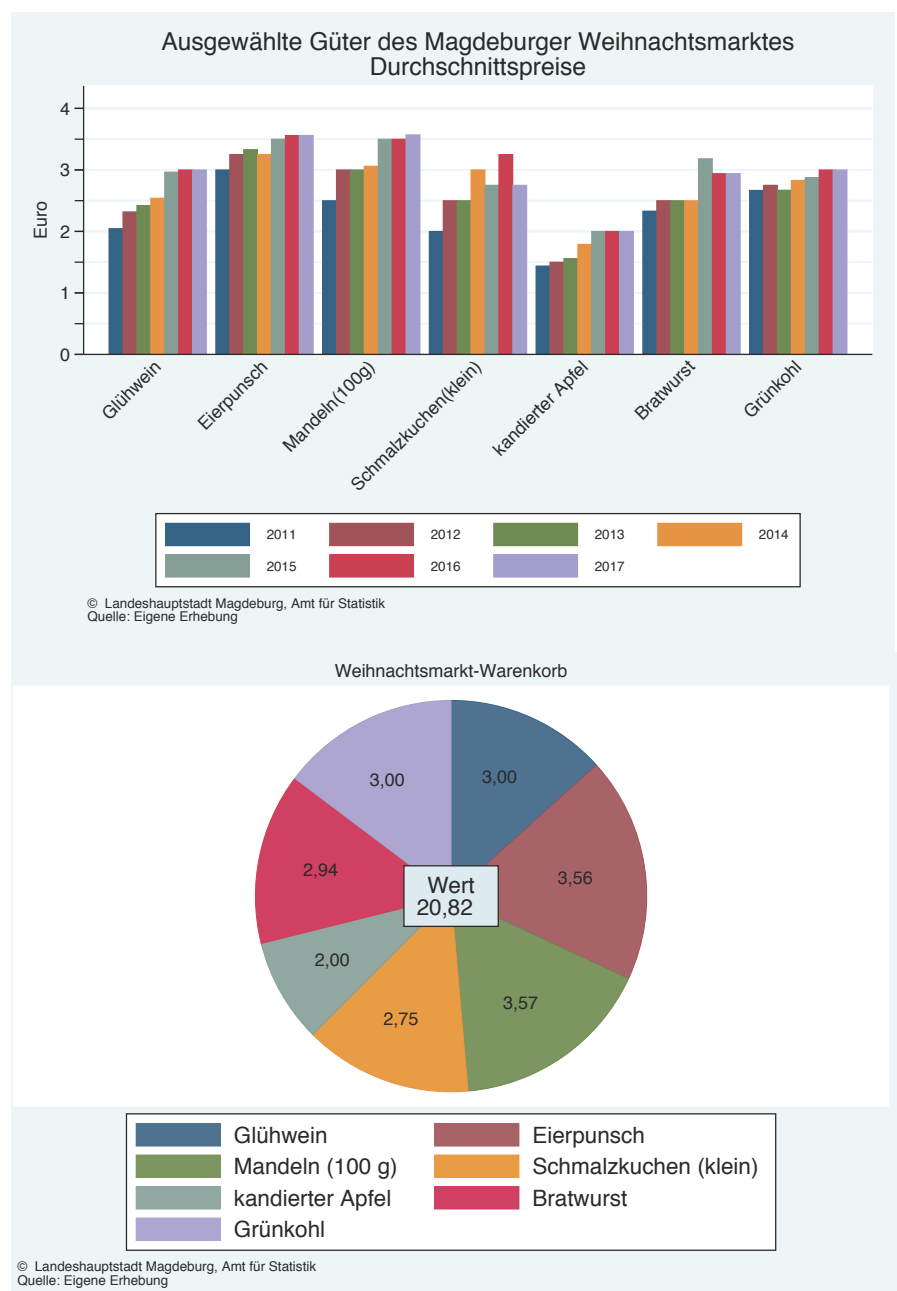 Ausgewählte Güter des Magdeburger Weihnachtsmarktes
Durchschnittspreise
4
3
2
1
0
Euro
Glühwein
Eierpunsch
Mandeln(100g)
Schmalzkuchen(klein)
kandierter Apfel
Bratwurst
Grünkohl
2011 2012 2013 2014
2015 2016 2017
© Landeshauptstadt Magdeburg, Amt für Statistik
Quelle: Eigene Erhebung
Weihnachtsmarkt-Warenkorb
3,00 3,00
2,94 3,56
Wert
20,82
2,00
2,75 3,57
Glühwein Eierpunsch
Mandeln (100 g) Schmalzkuchen (klein)
kandierter Apfel Bratwurst
Grünkohl
© Landeshauptstadt Magdeburg, Amt für Statistik
Quelle: Eigene Erhebung